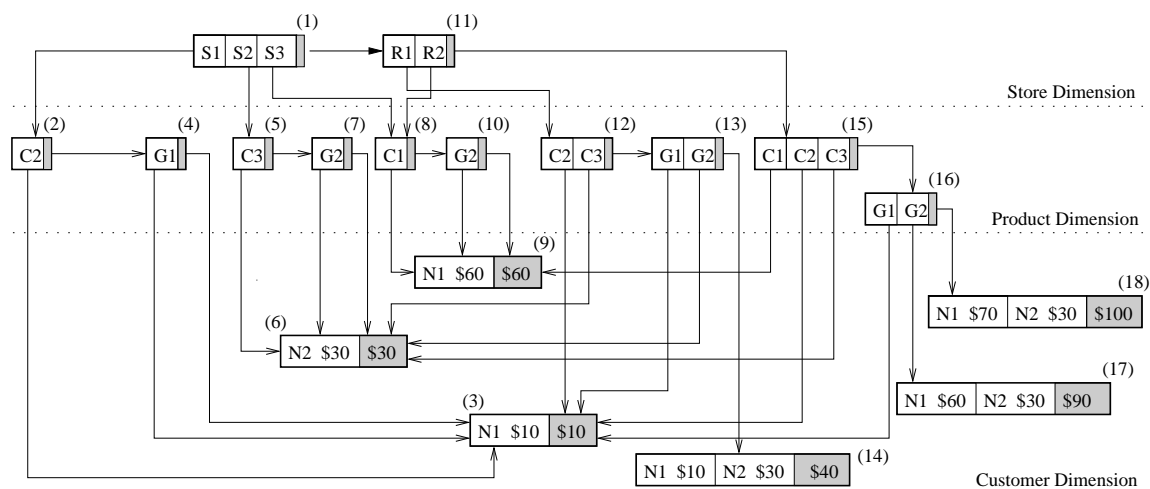 (1) (11)
S1 S2 S3 R1 R2
Store Dimension
(2) (4) (5) (7) (8) (10) (12) (13) (15)
C2 G1 C3 G2 C1 G2 C2 C3 G1 G2 C1 C2 C3
(16)
G1 G2
Product Dimension
(9)
N1 $60 $60
(18)
N1 $70 N2 $30 $100
(6)
N2 $30 $30
(17)
N1 $60 N2 $30 $90
(3)
N1 $10 $10
(14)
N1 $10 N2 $30 $40
Customer Dimension